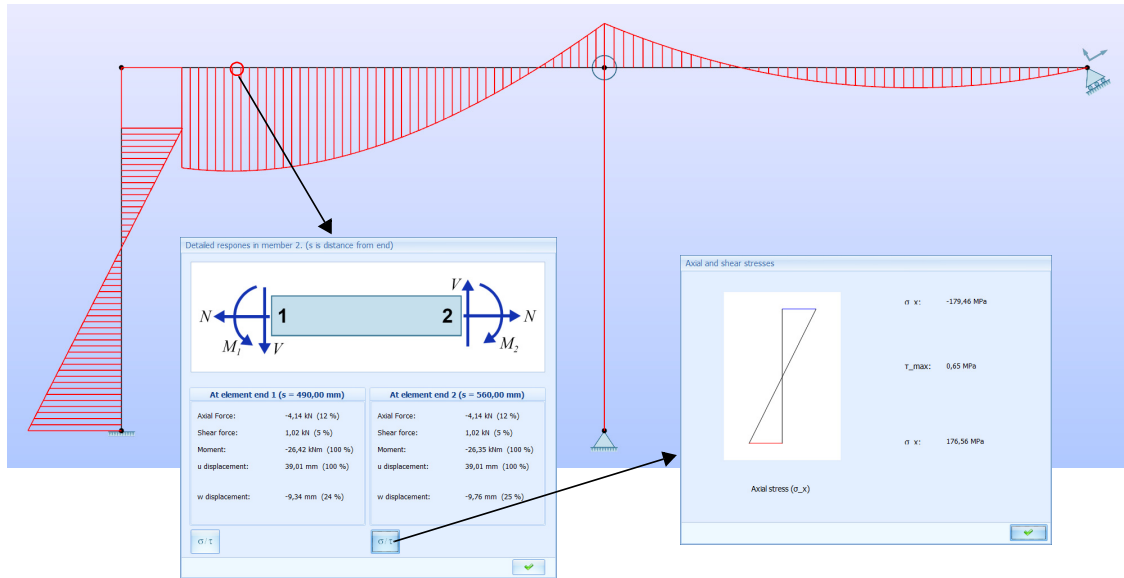 Detailed respones in member 2. (s is distance from end)
N
M1
V
1
2
V
N
M2
At element end 1 (s = 490,00 mm)
Axial Force: -4,14 kN (12 %)
Shear force: 1,02 kN (5 %)
Moment: -26,42 kNm (100 %)
u displacement: 39,01 mm (100 %)
w displacement: -9,34 mm (24 %)
σ/τ
At element end 2 (s = 560,00 mm)
Axial Force: -4,14 kN (12 %)
Shear force: 1,02 kN (5 %)
Moment: -26,35 kNm (100 %)
u displacement: 39,01 mm (100 %)
w displacement: -9,76 mm (25 %)
σ/τ
Axial and shear stresses
σ_x: -179,46 MPa
τ_max: 0,65 MPa
σ_x: 176,56 MPa
Axial stress (σ_x)